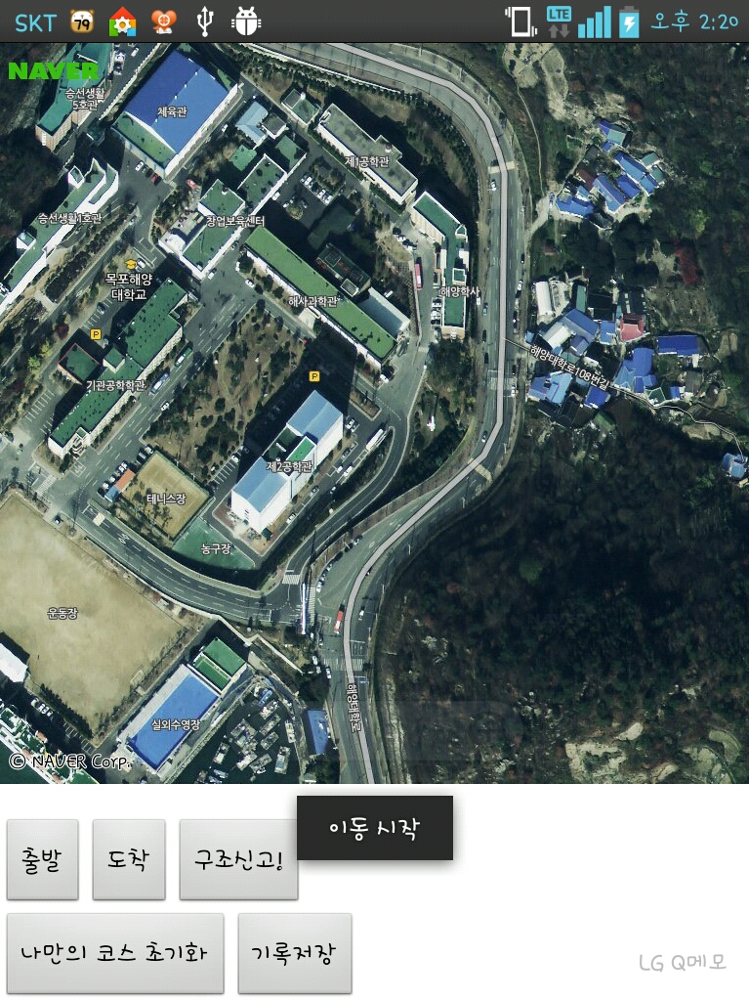 SKT 79 LTE 오후 2:20
NAVER
승선생활
5호관
체육관
제1공학관
승선생활1호관
창업보육센터
목포해양
대학교
해양학사
해사과학관
P
해양대학로108번길
P
기관공학학관
제2공학관
테니스장
농구장
운동장
해양대학로
실외수영장
© NAVER Corp.
이동 시작
출발 도착 구조신고!
나만의 코스 초기화 기록저장
LG Q메모